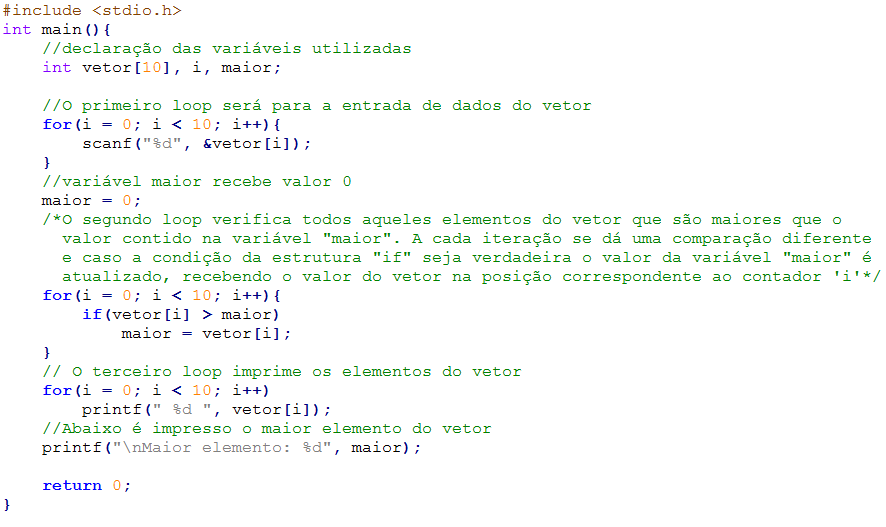 #include <stdio.h>
int main(){
//declaração das variáveis utilizadas
int vetor[10], i, maior;
//O primeiro loop será para a entrada de dados do vetor
for(i = 0; i < 10; i++){
scanf("%d", &vetor[i]);
}
//variável maior recebe valor 0
maior = 0;
/*O segundo loop verifica todos aqueles elementos do vetor que são maiores que o
valor contido na variável "maior". A cada iteração se dá uma comparação diferente
e caso a condição da estrutura "if" seja verdadeira o valor da variável "maior" é
atualizado, recebendo o valor do vetor na posição correspondente ao contador 'i'*/
for(i = 0; i < 10; i++){
if(vetor[i] > maior)
maior = vetor[i];
}
// O terceiro loop imprime os elementos do vetor
for(i = 0; i < 10; i++)
printf(" %d ", vetor[i]);
//Abaixo é impresso o maior elemento do vetor
printf("\nMaior elemento: %d", maior);
return 0;
}